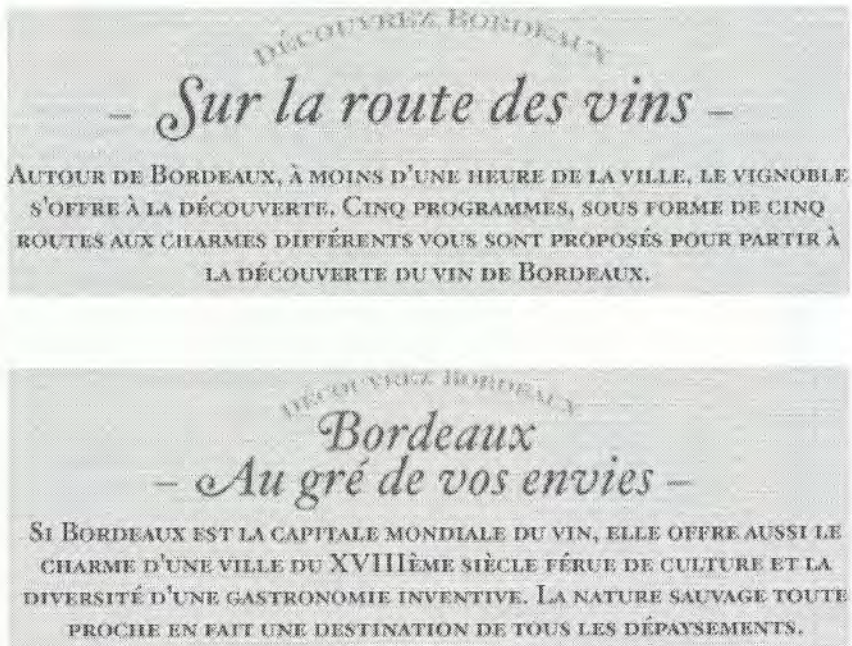 DÉCOUVREZ BORDEAUX
– Sur la route des vins –
AUTOUR DE BORDEAUX, À MOINS D'UNE HEURE DE LA VILLE, LE VIGNOBLE
S'OFFRE À LA DÉCOUVERTE. CINQ PROGRAMMES, SOUS FORME DE CINQ
ROUTES AUX CHARMES DIFFÉRENTS VOUS SONT PROPOSÉS POUR PARTIR À
LA DÉCOUVERTE DU VIN DE BORDEAUX.
DÉCOUVREZ BORDEAUX
Bordeaux
– Au gré de vos envies –
SI BORDEAUX EST LA CAPITALE MONDIALE DU VIN, ELLE OFFRE AUSSI LE
CHARME D'UNE VILLE DU XVIIIÈME SIÈCLE FÉRUE DE CULTURE ET LA
DIVERSITÉ D'UNE GASTRONOMIE INVENTIVE. LA NATURE SAUVAGE TOUTE
PROCHE EN FAIT UNE DESTINATION DE TOUS LES DÉPAYSEMENTS.